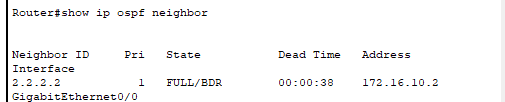 Router#show ip ospf neighbor
Neighbor ID Pri State Dead Time Address
Interface
2.2.2.2 1 FULL/BDR 00:00:38 172.16.10.2
GigabitEthernet0/0